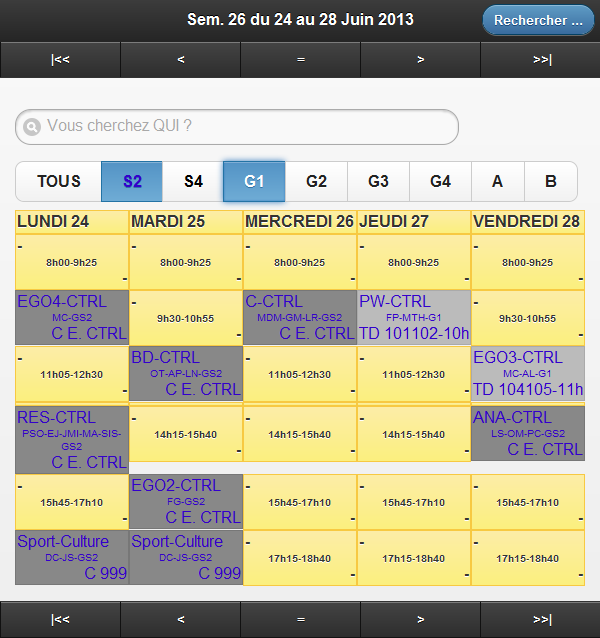 Sem. 26 du 24 au 28 Juin 2013
Rechercher ...
|<< < = > >>|
Vous cherchez QUI ?
TOUS S2 S4 G1 G2 G3 G4 A B
LUNDI 24 MARDI 25 MERCREDI 26 JEUDI 27 VENDREDI 28
- - - - -
8h00-9h25 8h00-9h25 8h00-9h25 8h00-9h25 8h00-9h25
- - - - -
EGO4-CTRL - C-CTRL PW-CTRL -
MC-GS2 9h30-10h55 MDM-GM-LR-GS2 FP-MTH-G1 9h30-10h55
C E. CTRL - C E. CTRL TD 101102-10h -
- BD-CTRL - - EGO3-CTRL
11h05-12h30 OT-AP-LN-GS2 11h05-12h30 11h05-12h30 MC-AL-G1
- C E. CTRL - - TD 104105-11h
RES-CTRL - - - ANA-CTRL
PSO-EJ-JMI-MA-SIS-
GS2
14h15-15h40 14h15-15h40 14h15-15h40 LS-OM-PC-GS2
C E. CTRL - - - C E. CTRL
- EGO2-CTRL - - -
15h45-17h10 FG-GS2 15h45-17h10 15h45-17h10 15h45-17h10
- C E. CTRL - - -
Sport-Culture Sport-Culture - - -
DC-JS-GS2 DC-JS-GS2 17h15-18h40 17h15-18h40 17h15-18h40
C 999 C 999 - - -
|<< < = > >>|